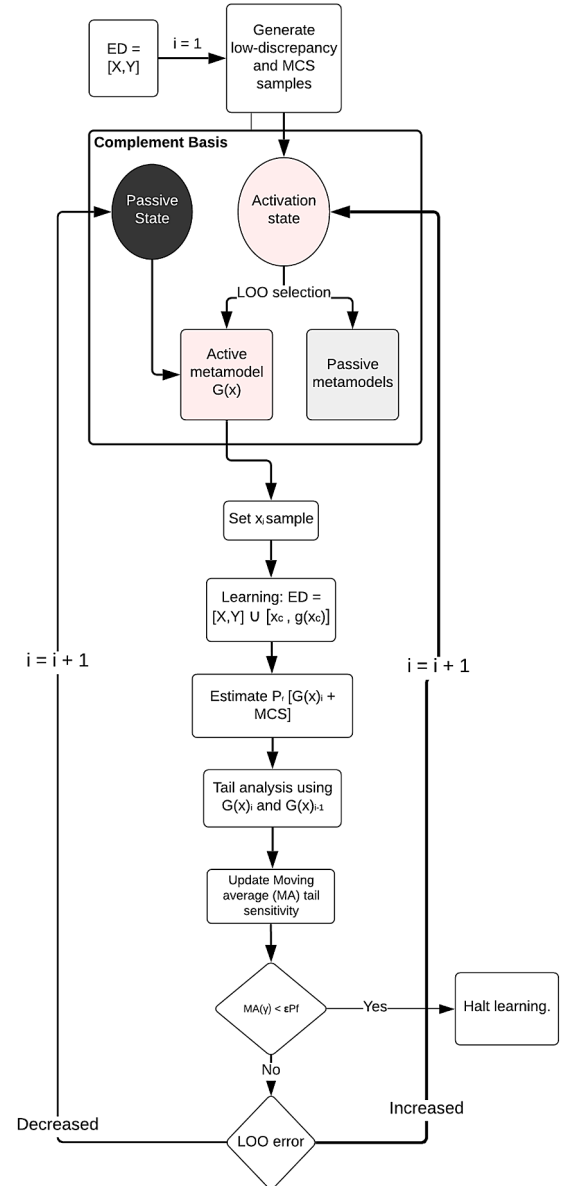 ED =
[X,Y]
i = 1
Generate
low-discrepancy
and MCS
samples
Complement Basis
Passive
State
Activation
state
LOO selection
Active
metamodel
G(x)
Passive
metamodels
Set xᵢ sample
Learning: ED =
[X,Y] ∪ [xc , g(xc)]
i = i + 1
i = i + 1
Estimate Pᵣ [G(x)ᵢ +
MCS]
Tail analysis using
G(x)ᵢ and G(x)ᵢ₋₁
Update Moving
average (MA) tail
sensitivity
MA(γ) < εPf
Yes
Halt learning.
No
Increased
Decreased
LOO error